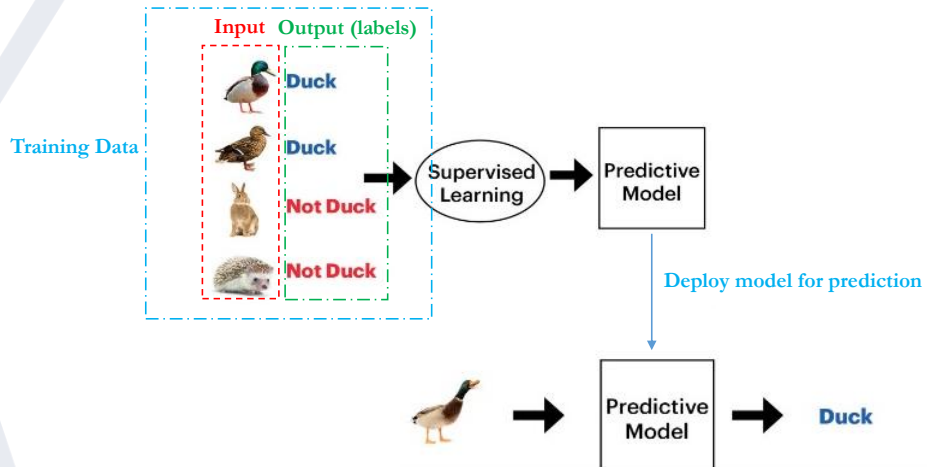 Input Output (labels)
Duck
Training Data
Duck
Supervised
Learning
Predictive
Model
Not Duck
Not Duck
Deploy model for prediction
Predictive
Model
Duck